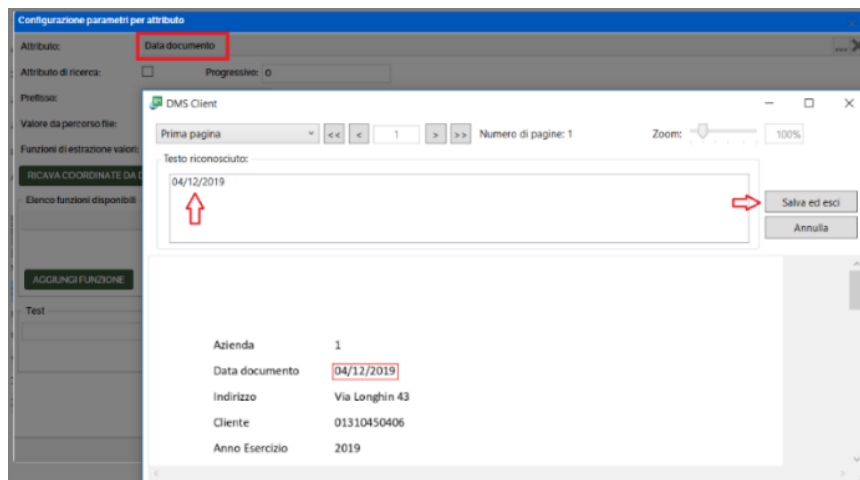 Configurazione parametri per attributo
Attributo: Data documento ...
Attributo di ricerca: Progressivo: 0
Prefisso:
DMS Client
Valore da percorso file:
Prima pagina << < 1 > >> Numero di pagine: 1 Zoom: 100%
Funzioni di estrazione valori:
Testo riconosciuto:
RICAVA COORDINATE DA D
04/12/2019
Elenco funzioni disponibili
Salva ed esci
Annulla
AGGIUNGI FUNZIONE
Test
Azienda 1
Data documento 04/12/2019
Indirizzo Via Longhin 43
Cliente 01310450406
Anno Esercizio 2019